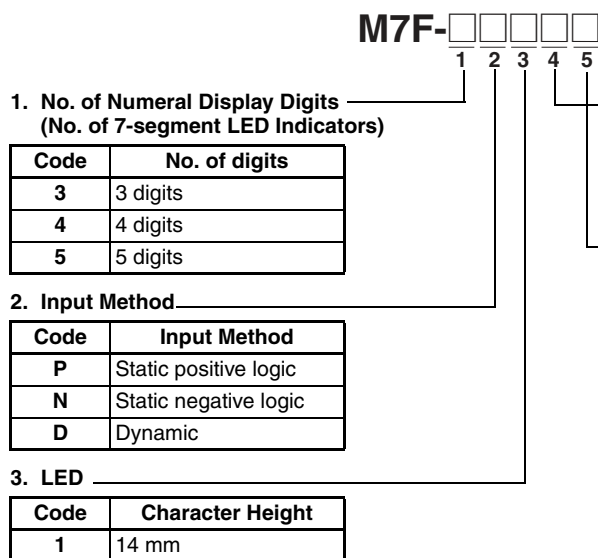 M7F-□□□□□
1 2 3 4 5
1. No. of Numeral Display Digits
(No. of 7-segment LED Indicators)
Code No. of digits
3 3 digits
4 4 digits
5 5 digits
2. Input Method
Code Input Method
P Static positive logic
N Static negative logic
D Dynamic
3. LED
Code Character Height
1 14 mm